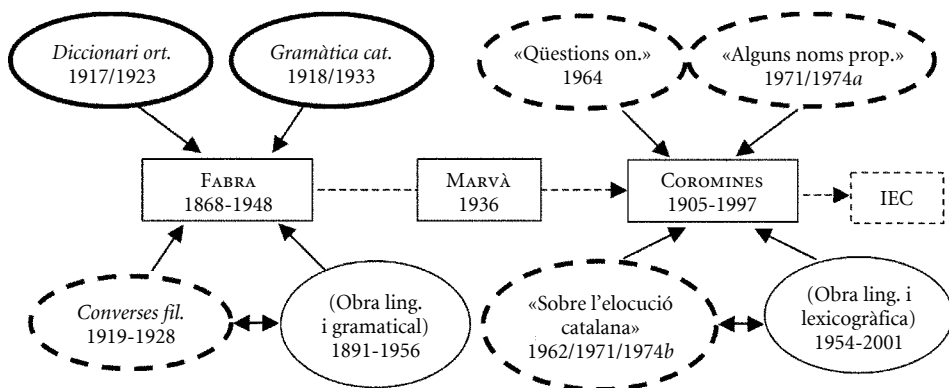 Diccionari ort.
1917/1923
Gramàtica cat.
1918/1933
«Qüestions on.»
1964
«Alguns noms prop.»
1971/1974a
FABRA
1868-1948
MARVÀ
1936
COROMINES
1905-1997
IEC
Converses fil.
1919-1928
(Obra ling.
i gramatical)
1891-1956
«Sobre l'elocució
catalana»
1962/1971/1974b
(Obra ling. i
lexicogràfica)
1954-2001